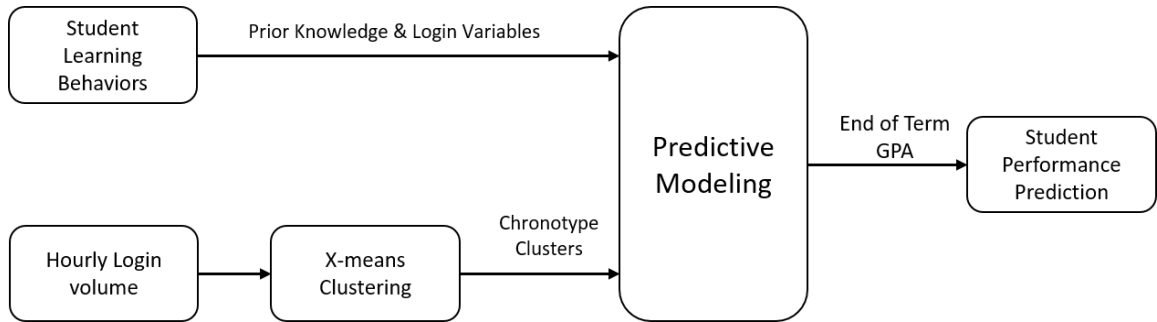 Student
Learning
Behaviors
Prior Knowledge & Login Variables
Predictive
Modeling
End of Term
GPA
Student
Performance
Prediction
Hourly Login
volume
X-means
Clustering
Chronotype
Clusters